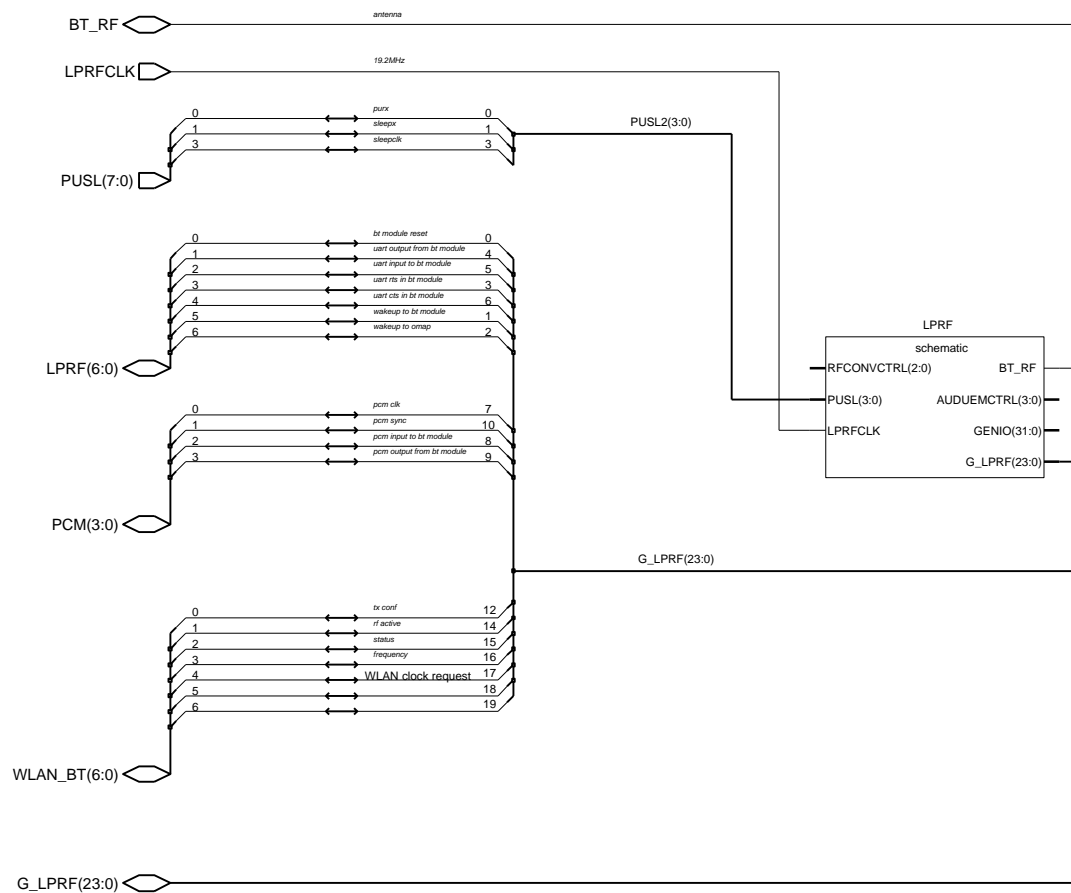 BT_RF antenna
LPRFCLK 19.2MHz
0 purx 0
1 sleepx 1
3 sleepclk 3
PUSL2(3:0)
PUSL(7:0)
0 bt module reset 0
1 uart output from bt module 4
2 uart input to bt module 5
3 uart rts in bt module 3
4 uart cts in bt module 6
5 wakeup to bt module 1
6 wakeup to omap 2
LPRF(6:0)
LPRF
schematic
RFCONVCTRL(2:0) BT_RF
PUSL(3:0) AUDUEMCTRL(3:0)
LPRFCLK GENIO(31:0)
G_LPRF(23:0)
0 pcm clk 7
1 pcm sync 10
2 pcm input to bt module 8
3 pcm output from bt module 9
PCM(3:0)
G_LPRF(23:0)
0 tx conf 12
1 rf active 14
2 status 15
3 frequency 16
4 WLAN clock request 17
5 18
6 19
WLAN_BT(6:0)
G_LPRF(23:0)